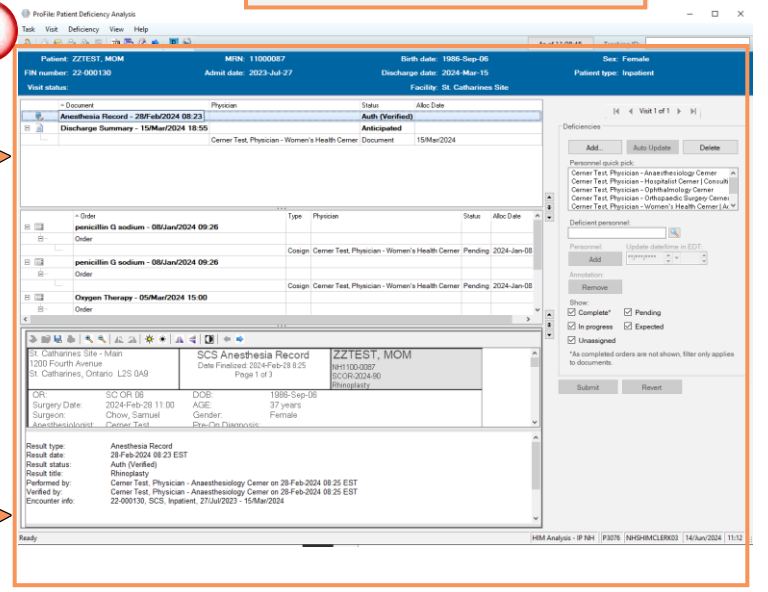 ProFile: Patient Deficiency Analysis
Task Visit Deficiency View Help
Patient: ZZTEST, MOM MRN: 11000087 Birth date: 1986-Sep-06 Sex: Female
FIN number: 22-000130 Admit date: 2023-Jul-27 Discharge date: 2024-Mar-15 Patient type: Inpatient
Visit status: Facility: St. Catharines Site
Document Physician Status Alloc Date
Anesthesia Record - 28/Feb/2024 08:23 Auth (Verified)
Discharge Summary - 15/Mar/2024 18:55 Anticipated
Cerner Test, Physician - Women's Health Cerner Document 15/Mar/2024
Order Type Physician Status Alloc Date
penicillin G sodium - 08/Jan/2024 09:26
Order
Cosign Cerner Test, Physician - Women's Health Cerner Pending 2024-Jan-08
penicillin G sodium - 08/Jan/2024 09:26
Order
Cosign Cerner Test, Physician - Women's Health Cerner Pending 2024-Jan-08
Oxygen Therapy - 05/Mar/2024 15:00
Order
St. Catharines Site - Main
1200 Fourth Avenue
St. Catharines, Ontario L2S 0A9
SCS Anesthesia Record
Date Finalized: 2024-Feb-28 8:25
Page 1 of 3
ZZTEST, MOM
NH1100-0087
SCOR-2024-90
Rhinoplasty
OR: SC OR 06 DOB: 1986-Sep-06
Surgery Date: 2024-Feb-28 11:00 AGE: 37 years
Surgeon: Chow, Samuel Gender: Female
Anesthesiologist: Cerner Test Pre-Op Diagnosis:
Result type: Anesthesia Record
Result date: 28-Feb-2024 08:23 EST
Result status: Auth (Verified)
Result title: Rhinoplasty
Performed by: Cerner Test, Physician - Anaesthesiology Cerner on 28-Feb-2024 08:25 EST
Verified by: Cerner Test, Physician - Anaesthesiology Cerner on 28-Feb-2024 08:25 EST
Encounter info: 22-000130, SCS, Inpatient, 27/Jul/2023 - 15/Mar/2024
Visit 1 of 1
Deficiencies
Add... Auto Update Delete
Personnel quick pick:
Cerner Test, Physician - Anaesthesiology Cerner
Cerner Test, Physician - Hospitalist Cerner | Consulti
Cerner Test, Physician - Ophthalmology Cerner
Cerner Test, Physician - Orthopaedic Surgery Cerner
Cerner Test, Physician - Women's Health Cerner | Ac
Deficient personnel:
Personnel: Update date/time in EDT:
Add **/***/****
Annotation:
Remove
Show:
Complete* Pending
In progress Expected
Unassigned
*As completed orders are not shown, filter only applies
to documents.
Submit Revert
Ready HIM Analysis - IP NH P3076 NHSHIMCLERK03 14/Jun/2024 11:12